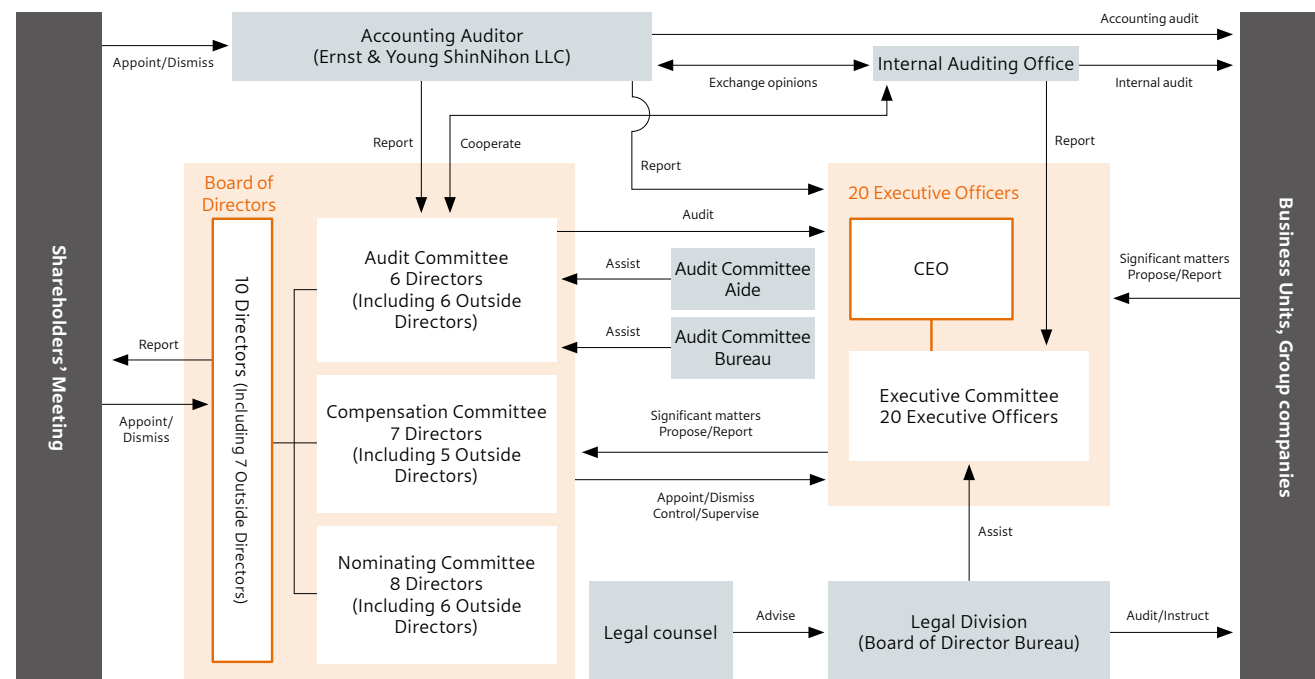 Accounting Auditor
(Ernst & Young ShinNihon LLC)
Accounting audit
Appoint/Dismiss
Internal Auditing Office
Exchange opinions
Internal audit
Report
Cooperate
Report
Report
Board of
Directors
20 Executive Officers
Audit
Audit Committee
6 Directors
(Including 6 Outside
Directors)
Assist
Audit Committee
Aide
CEO
Shareholders' Meeting
Business Units, Group companies
Significant matters
Propose/Report
10 Directors (Including 7 Outside Directors)
Assist
Audit Committee
Bureau
Report
Appoint/
Dismiss
Compensation Committee
7 Directors
(Including 5 Outside
Directors)
Significant matters
Propose/Report
Executive Committee
20 Executive Officers
Appoint/Dismiss
Control/Supervise
Assist
Nominating Committee
8 Directors
(Including 6 Outside
Directors)
Legal counsel
Advise
Legal Division
(Board of Director Bureau)
Audit/Instruct